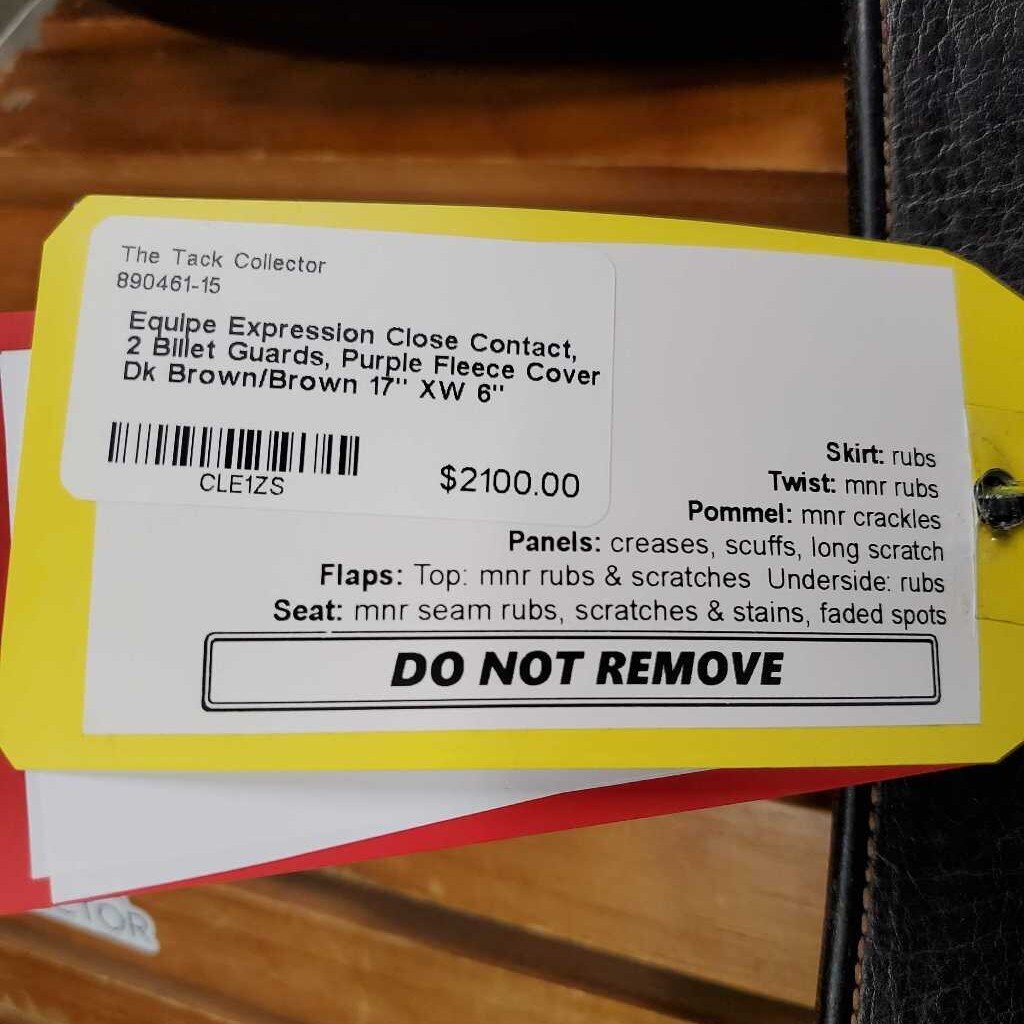 The Tack Collector
890461-15
Equipe Expression Close Contact,
2 Billet Guards, Purple Fleece Cover
Dk Brown/Brown 17" XW 6"
CLE1ZS
$2100.00
Skirt: rubs
Twist: mnr rubs
Pommel: mnr crackles
Panels: creases, scuffs, long scratch
Flaps: Top: mnr rubs & scratches Underside: rubs
Seat: mnr seam rubs, scratches & stains, faded spots
DO NOT REMOVE